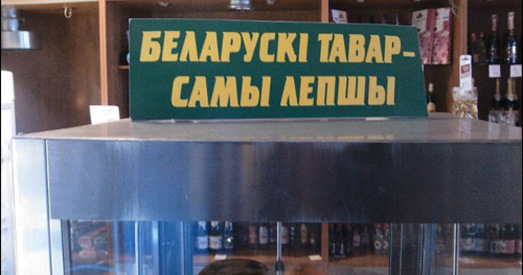 БЕЛАРУСКІ ТАВАР–
САМЫ ЛЕПШЫ